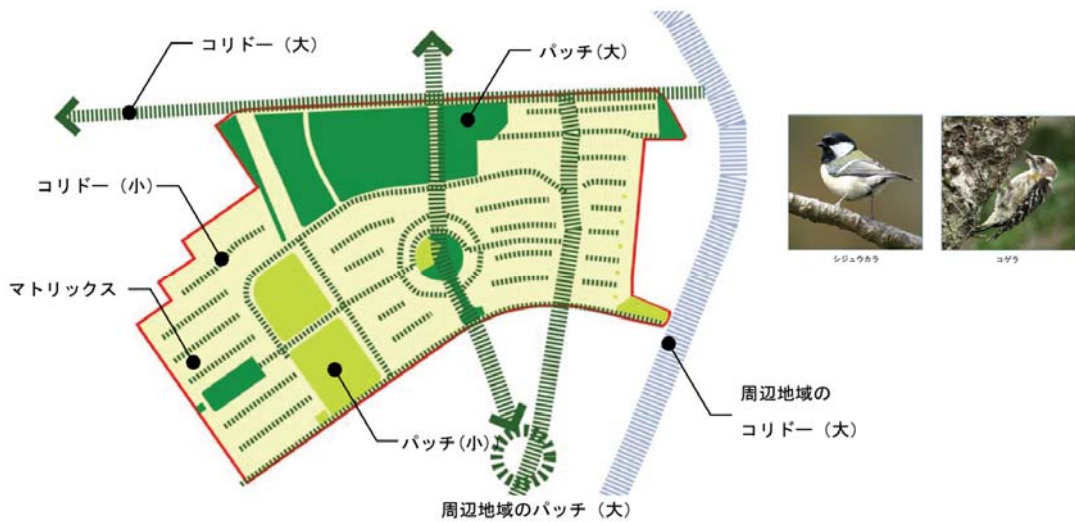 コリドー（大）
パッチ（大）
コリドー（小）
マトリックス
シジュウカラ
コゲラ
周辺地域の
コリドー（大）
パッチ（小）
周辺地域のパッチ（大）